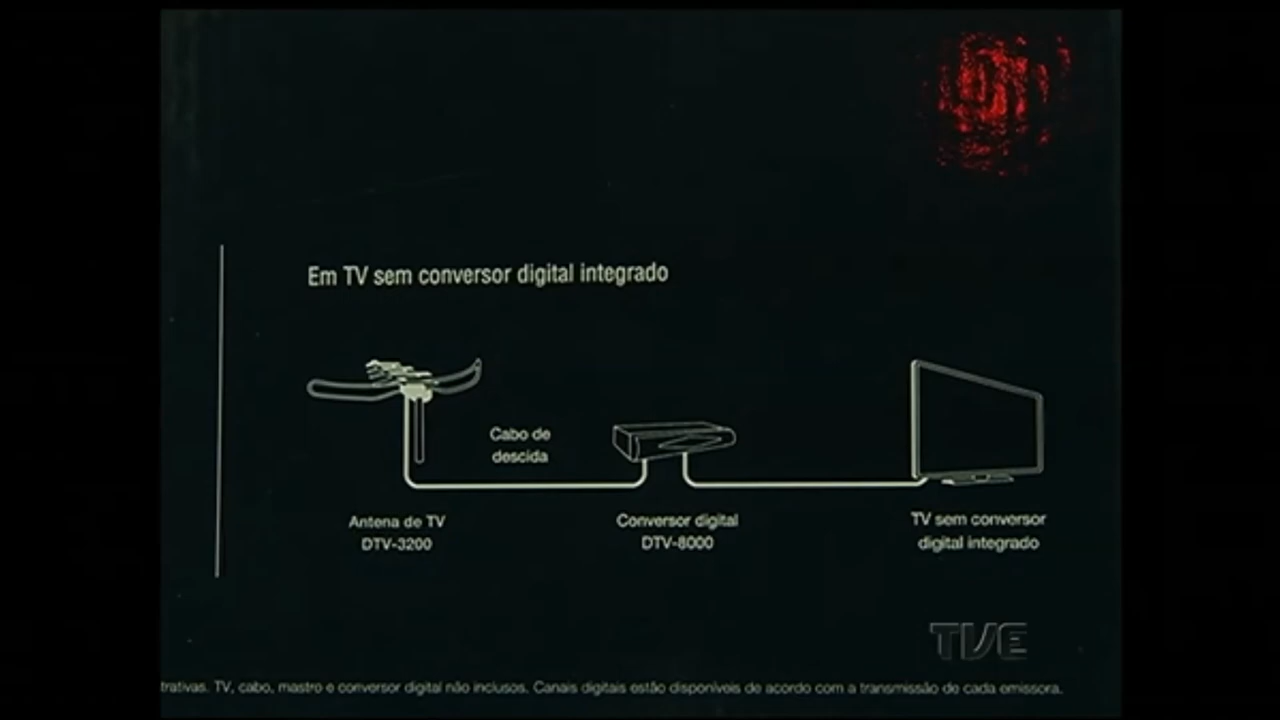 Em TV sem conversor digital integrado
Cabo de
descida
Antena de TV
DTV-3200
Conversor digital
DTV-8000
TV sem conversor
digital integrado
TVE
trativas. TV, cabo, mastro e conversor digital não inclusos. Canais digitais estão disponíveis de acordo com a transmissão de cada emissora.